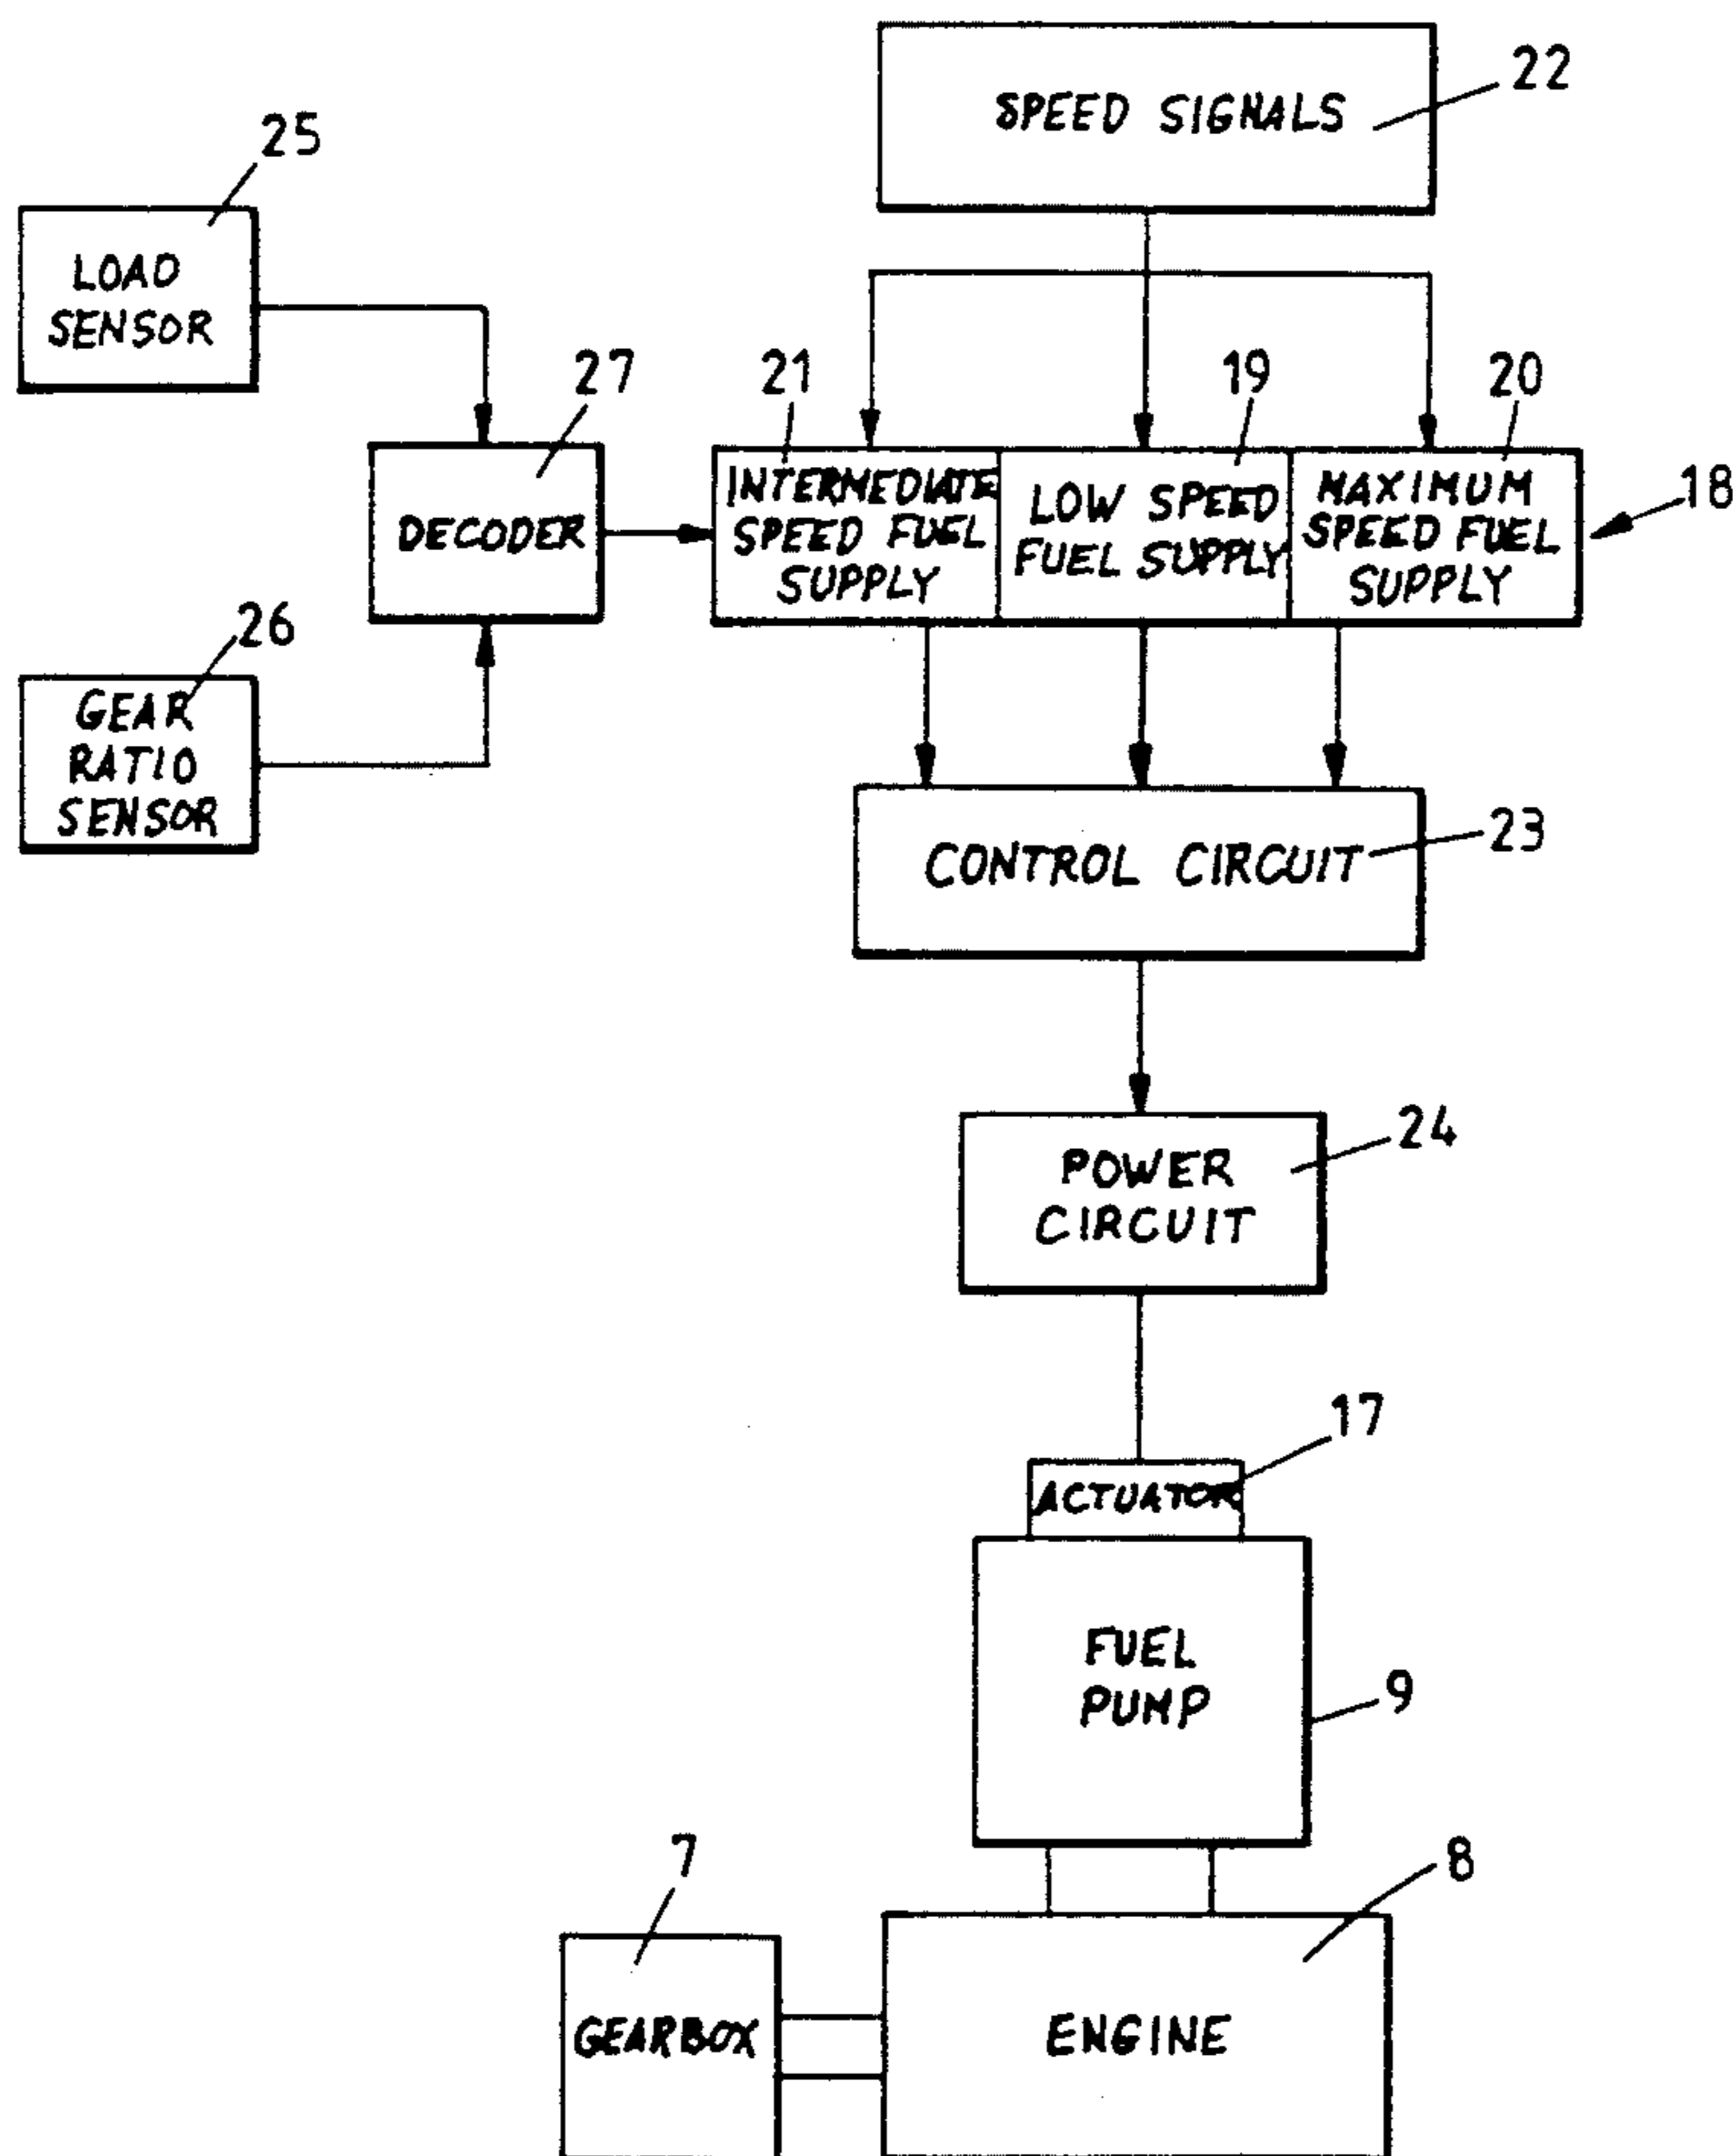 SPEED SIGNALS
22
25
LOAD
SENSOR
27
21
19
20
18
DECODER
INTERMEDIATE
SPEED FUEL
SUPPLY
LOW SPEED
FUEL SUPPLY
MAXIMUM
SPEED FUEL
SUPPLY
26
GEAR
RATIO
SENSOR
CONTROL CIRCUIT
23
POWER
CIRCUIT
24
17
ACTUATOR
FUEL
PUMP
9
7
8
GEARBOX
ENGINE